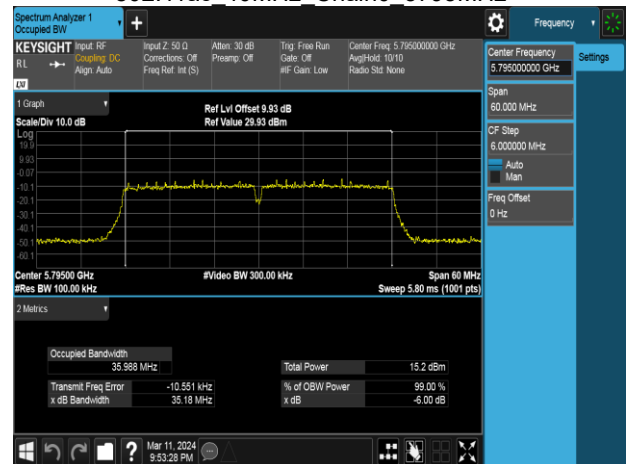 Spectrum Analyzer 1
Occupied BW
+
Frequency
KEYSIGHT
R L
LXI
Input: RF
Coupling: DC
Align: Auto
Input Z: 50 Ω
Corrections: Off
Freq Ref: Int (S)
Atten: 30 dB
Preamp: Off
Trig: Free Run
Gate: Off
#IF Gain: Low
Center Freq: 5.795000000 GHz
Avg|Hold: 10/10
Radio Std: None
Center Frequency
5.795000000 GHz
Settings
Span
60.000 MHz
CF Step
6.000000 MHz
Auto
Man
Freq Offset
0 Hz
1 Graph
Scale/Div 10.0 dB
Ref Lvl Offset 9.93 dB
Ref Value 29.93 dBm
Log
19.9
9.93
-0.07
-10.1
-20.1
-30.1
-40.1
-50.1
-60.1
Center 5.79500 GHz
#Res BW 100.00 kHz
#Video BW 300.00 kHz
Span 60 MHz
Sweep 5.80 ms (1001 pts)
2 Metrics
Occupied Bandwidth
35.988 MHz
Total Power 15.2 dBm
Transmit Freq Error -10.551 kHz
% of OBW Power 99.00 %
x dB Bandwidth 35.18 MHz
x dB -6.00 dB
?
Mar 11, 2024
9:53:28 PM